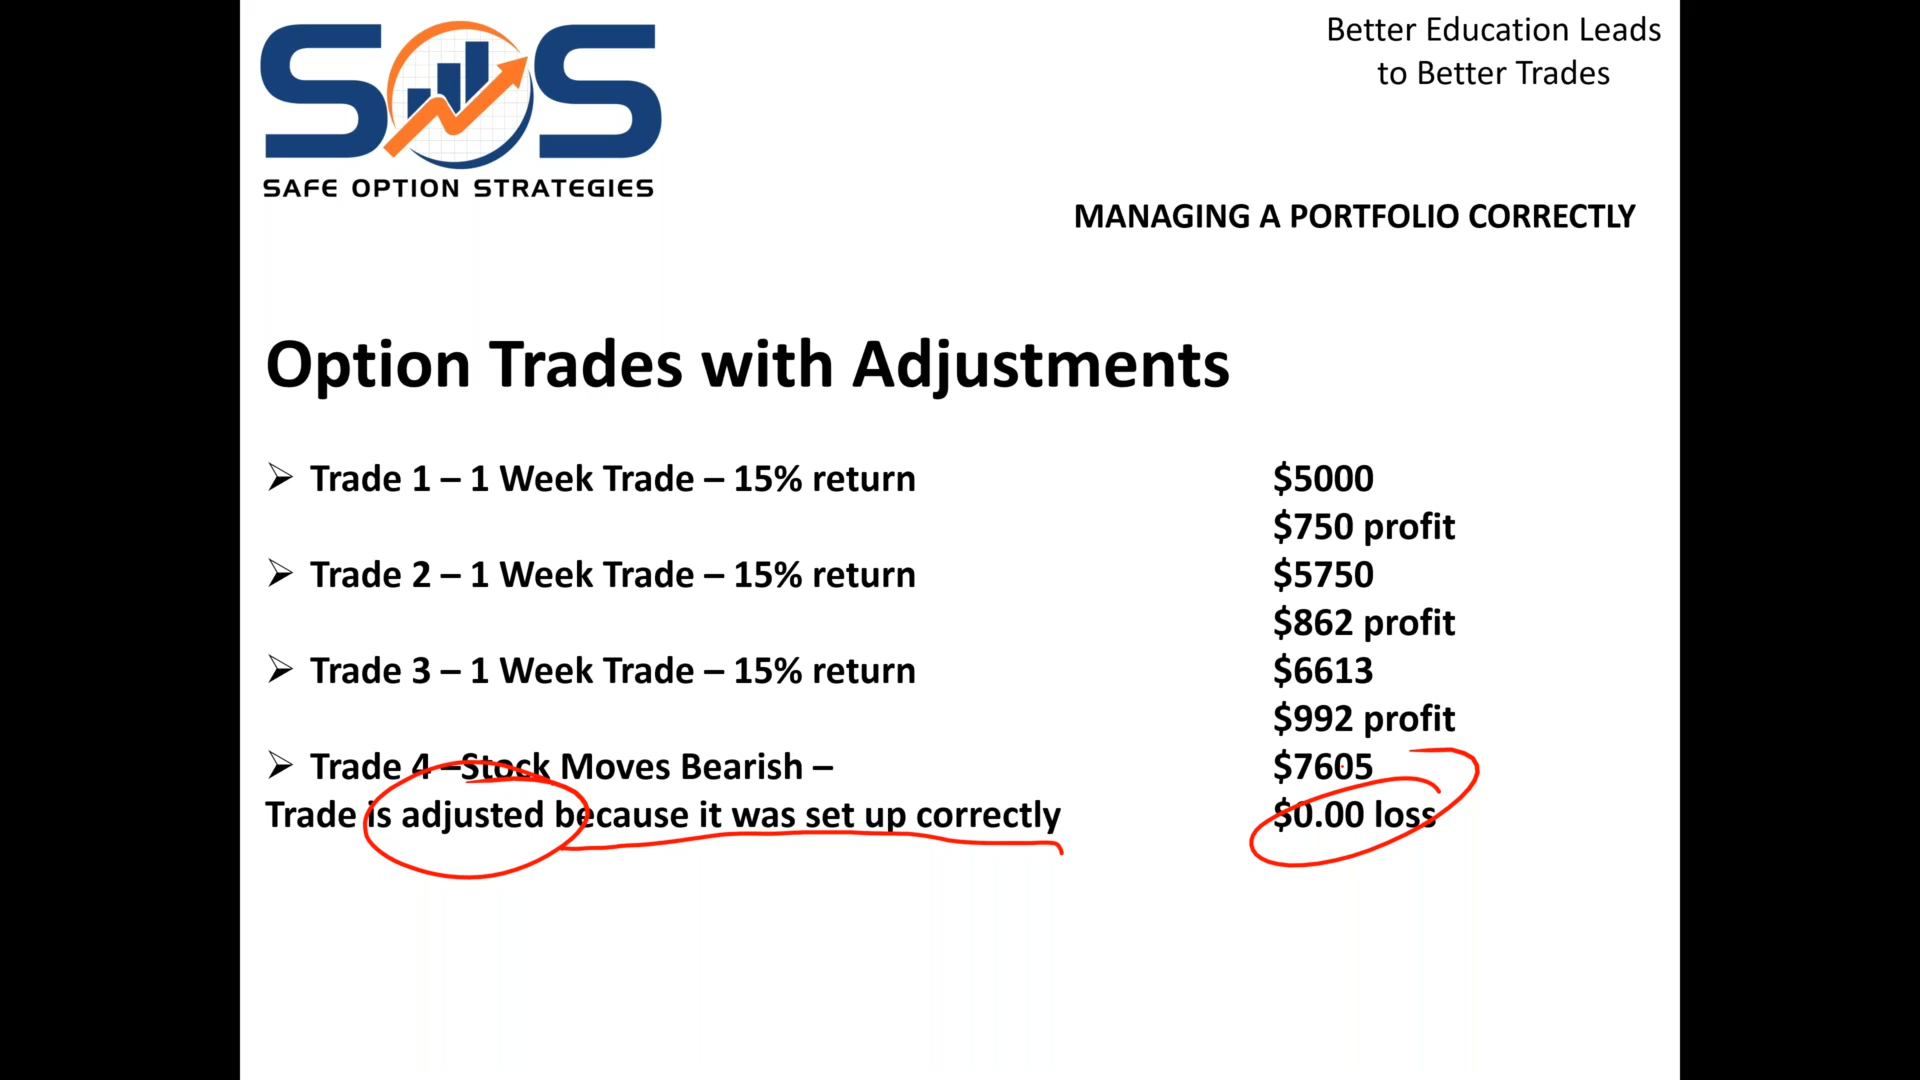 SOS
SAFE OPTION STRATEGIES
Better Education Leads
to Better Trades
MANAGING A PORTFOLIO CORRECTLY
Option Trades with Adjustments
Trade 1 – 1 Week Trade – 15% return $5000
$750 profit
Trade 2 – 1 Week Trade – 15% return $5750
$862 profit
Trade 3 – 1 Week Trade – 15% return $6613
$992 profit
Trade 4 –Stock Moves Bearish – $7605
Trade is adjusted because it was set up correctly $0.00 loss